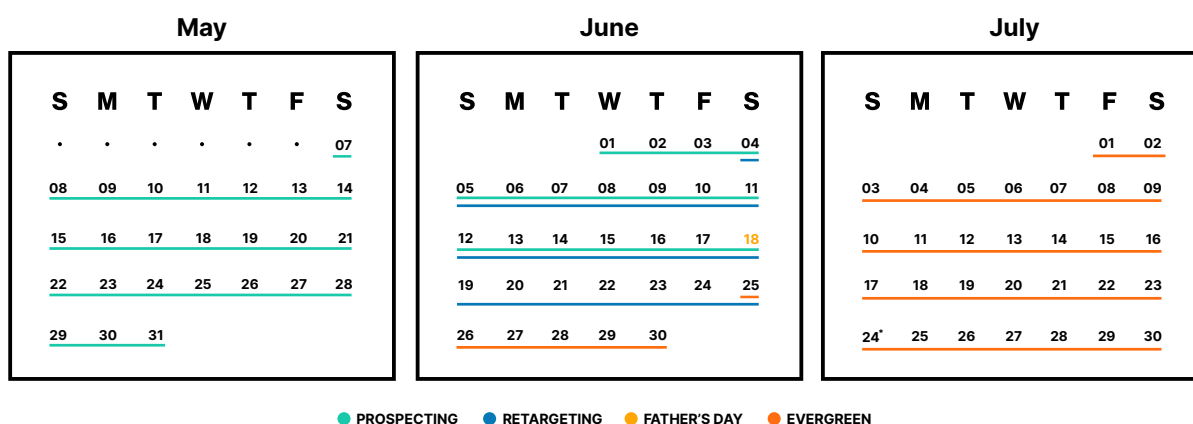 May June July
S M T W T F S S M T W T F S S M T W T F S
· · · · · · 07 01 02 03 04 01 02
08 09 10 11 12 13 14 05 06 07 08 09 10 11 03 04 05 06 07 08 09
15 16 17 18 19 20 21 12 13 14 15 16 17 18 10 11 12 13 14 15 16
22 23 24 25 26 27 28 19 20 21 22 23 24 25 17 18 19 20 21 22 23
29 30 31 26 27 28 29 30 24* 25 26 27 28 29 30
PROSPECTING RETARGETING FATHER'S DAY EVERGREEN